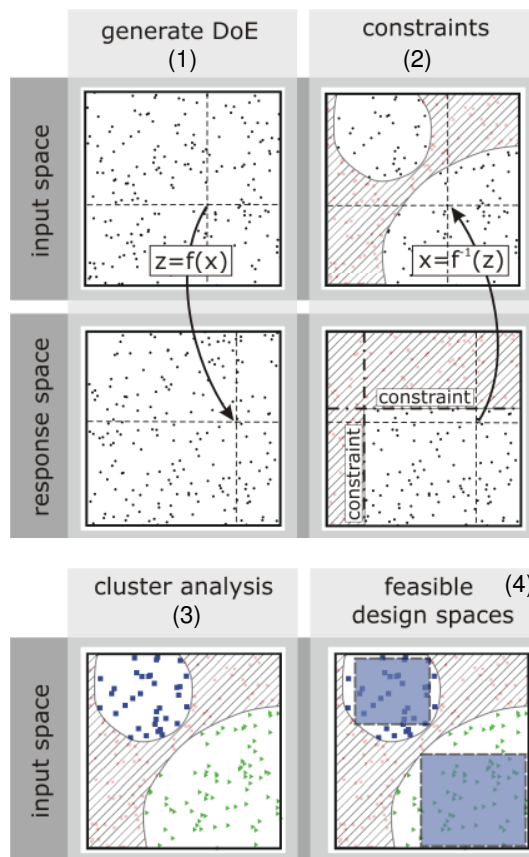 generate DoE
(1)
constraints
(2)
input space
z=f(x)
x=f⁻¹(z)
response space
constraint
constraint
cluster analysis
(3)
feasible
design spaces
(4)
input space